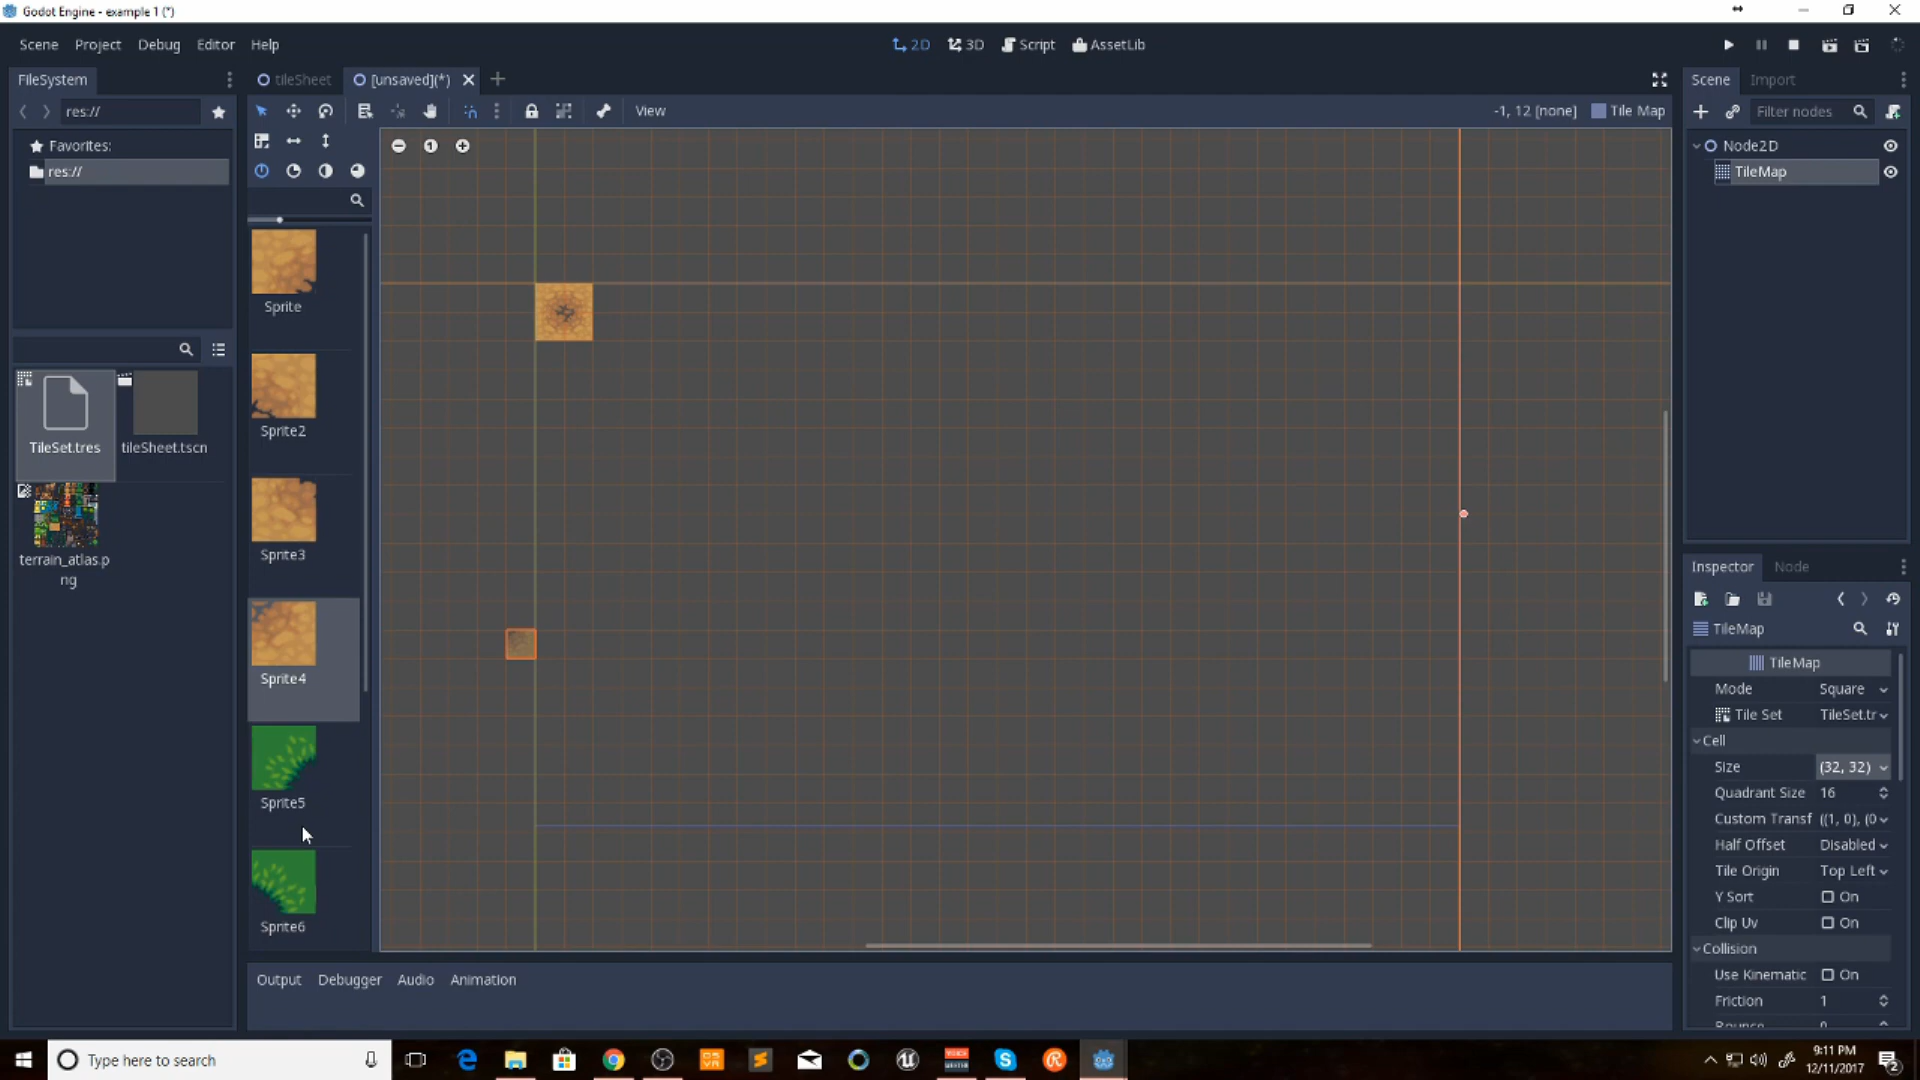 Godot Engine - example 1 (*)
Scene Project Debug Editor Help
2D 3D Script AssetLib
FileSystem
tileSheet
[unsaved](*)
Scene Import
res://
View
-1, 12 [none]
Tile Map
Filter nodes
Favorites:
res://
Node2D
TileMap
Sprite
Sprite2
Sprite3
Sprite4
Sprite5
Sprite6
TileSet.tres
tileSheet.tscn
terrain_atlas.p
ng
Inspector Node
TileMap
TileMap
Mode Square
Tile Set TileSet.tr
Cell
Size (32, 32)
Quadrant Size 16
Custom Transf ((1, 0), (0
Half Offset Disabled
Tile Origin Top Left
Y Sort On
Clip Uv On
Collision
Use Kinematic On
Friction 1
Bounce 0
Output Debugger Audio Animation
Type here to search
9:11 PM
12/11/2017